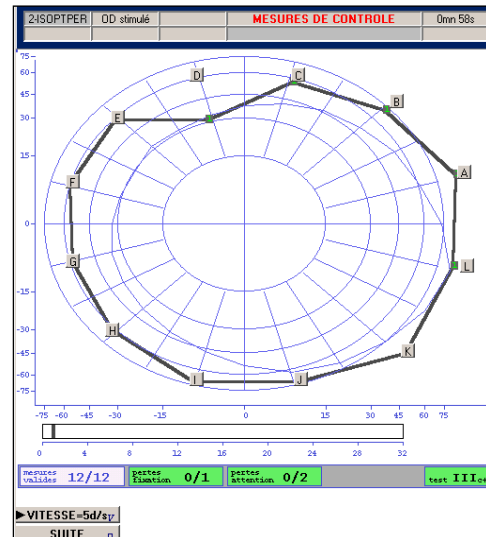 2-ISOPTPER OD stimulé MESURES DE CONTROLE 0mn 58s
75
60
45
30
15
0
-15
-30
-45
-60
-75
D
C
B
E
A
F
G
L
H
K
I
J
-75 -60 -45 -30 -15 0 15 30 45 60 75
0 4 8 12 16 20 24 28 32
mesures valides 12/12 pertes fixation 0/1 pertes attention 0/2 test III
▶VITESSE=5d/s
SUITE